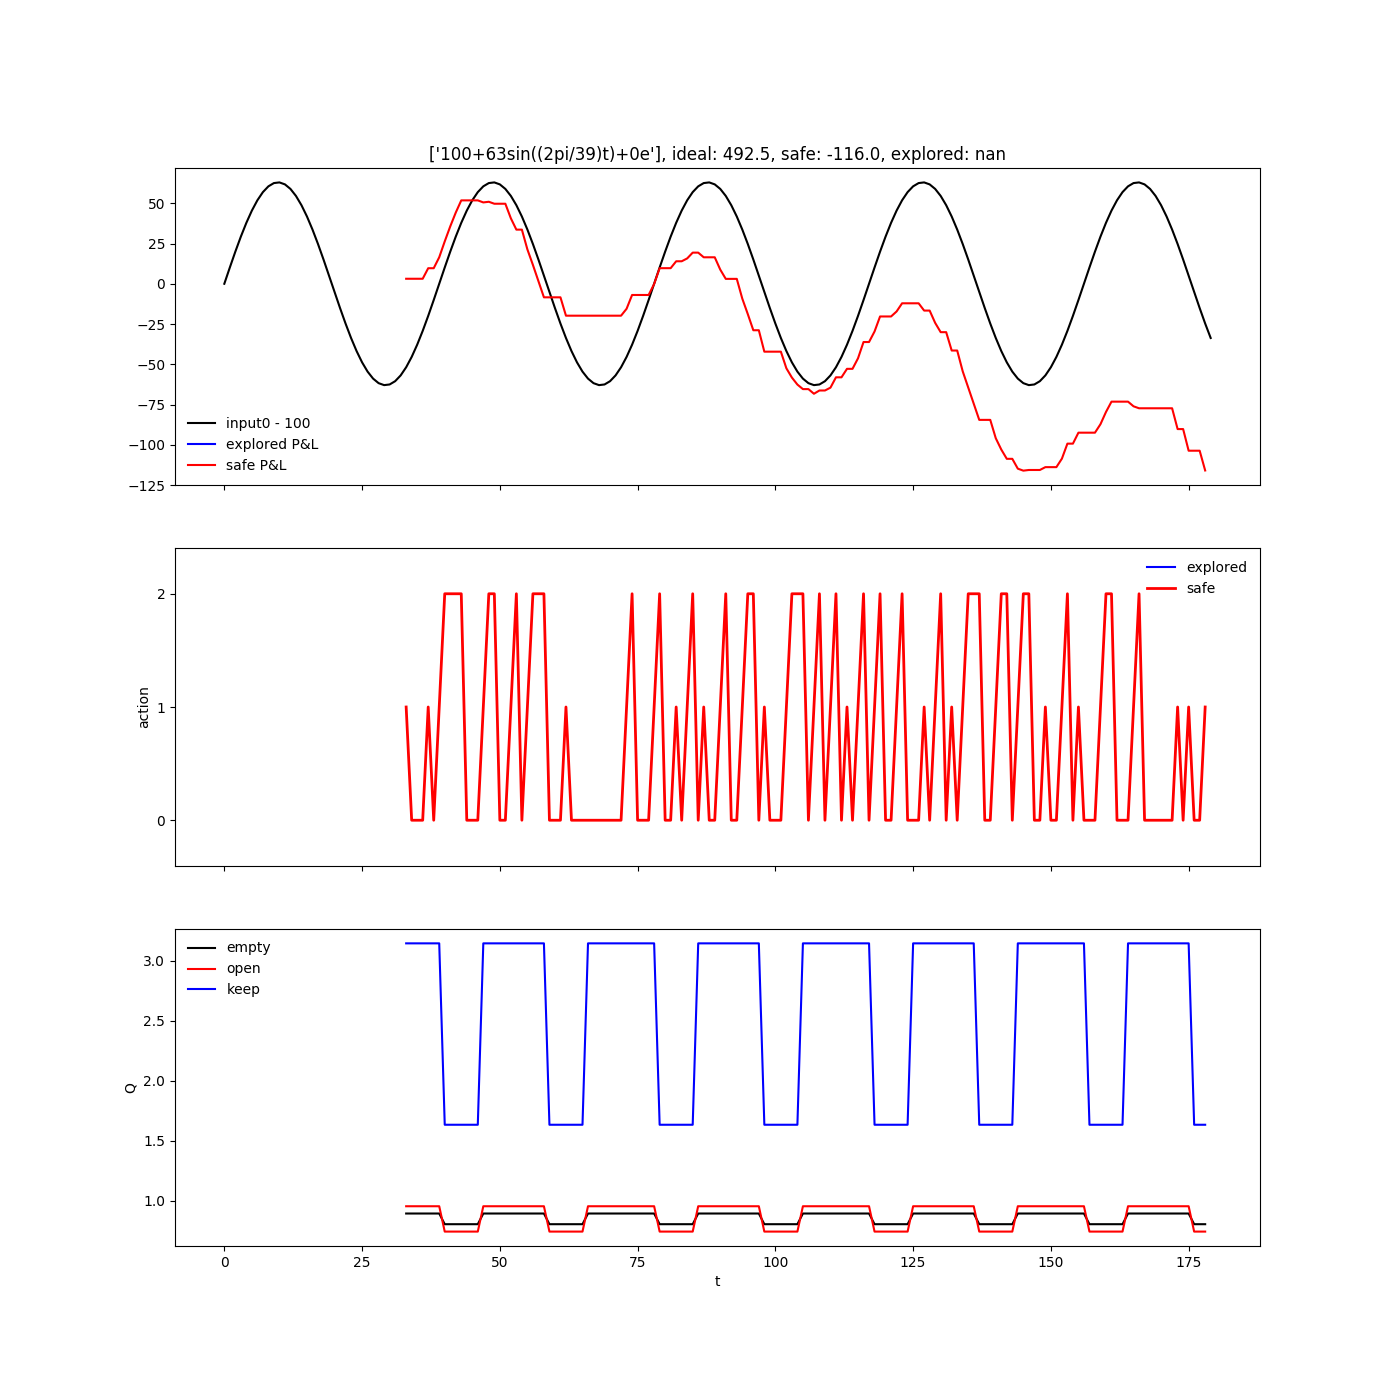 ['100+63sin((2pi/39)t)+0e'], ideal: 492.5, safe: -116.0, explored: nan
50
25
0
−25
−50
−75
−100
−125
input0 - 100
explored P&L
safe P&L
2
1
0
action
explored
safe
3.0
2.5
2.0
1.5
1.0
Q
empty
open
keep
0 25 50 75 100 125 150 175
t